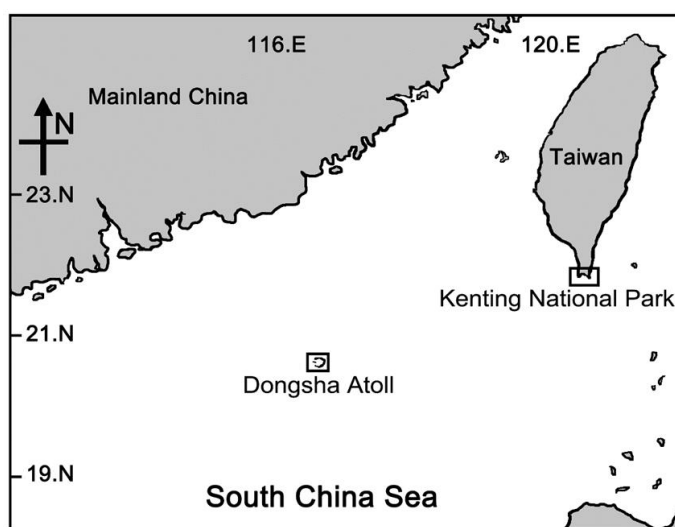 116.E
120.E
Mainland China
N
Taiwan
23.N
Kenting National Park
21.N
Dongsha Atoll
19.N
South China Sea